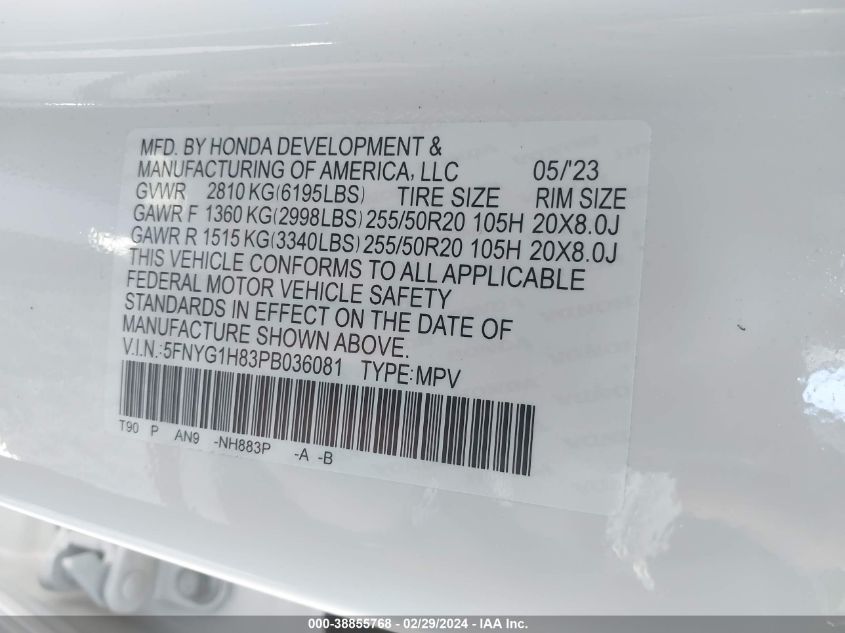 MFD. BY HONDA DEVELOPMENT &
MANUFACTURING OF AMERICA, LLC 05/'23
GVWR 2810 KG(6195LBS) TIRE SIZE RIM SIZE
GAWR F 1360 KG(2998LBS) 255/50R20 105H 20X8.0J
GAWR R 1515 KG(3340LBS) 255/50R20 105H 20X8.0J
THIS VEHICLE CONFORMS TO ALL APPLICABLE
FEDERAL MOTOR VEHICLE SAFETY
STANDARDS IN EFFECT ON THE DATE OF
MANUFACTURE SHOWN ABOVE.
V.I.N.:5FNYG1H83PB036081 TYPE:MPV
T90 P AN9 -NH883P -A -B
000-38855768 - 02/29/2024 - IAA Inc.